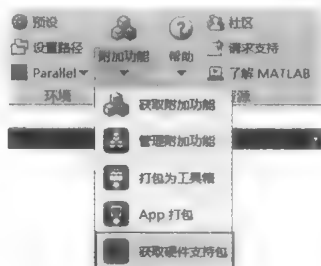 预设
设置路径
Parallel
环境
附加功能
帮助
社区
请求支持
了解 MATLAB
资源
获取附加功能
管理附加功能
打包为工具箱
App 打包
获取硬件支持包